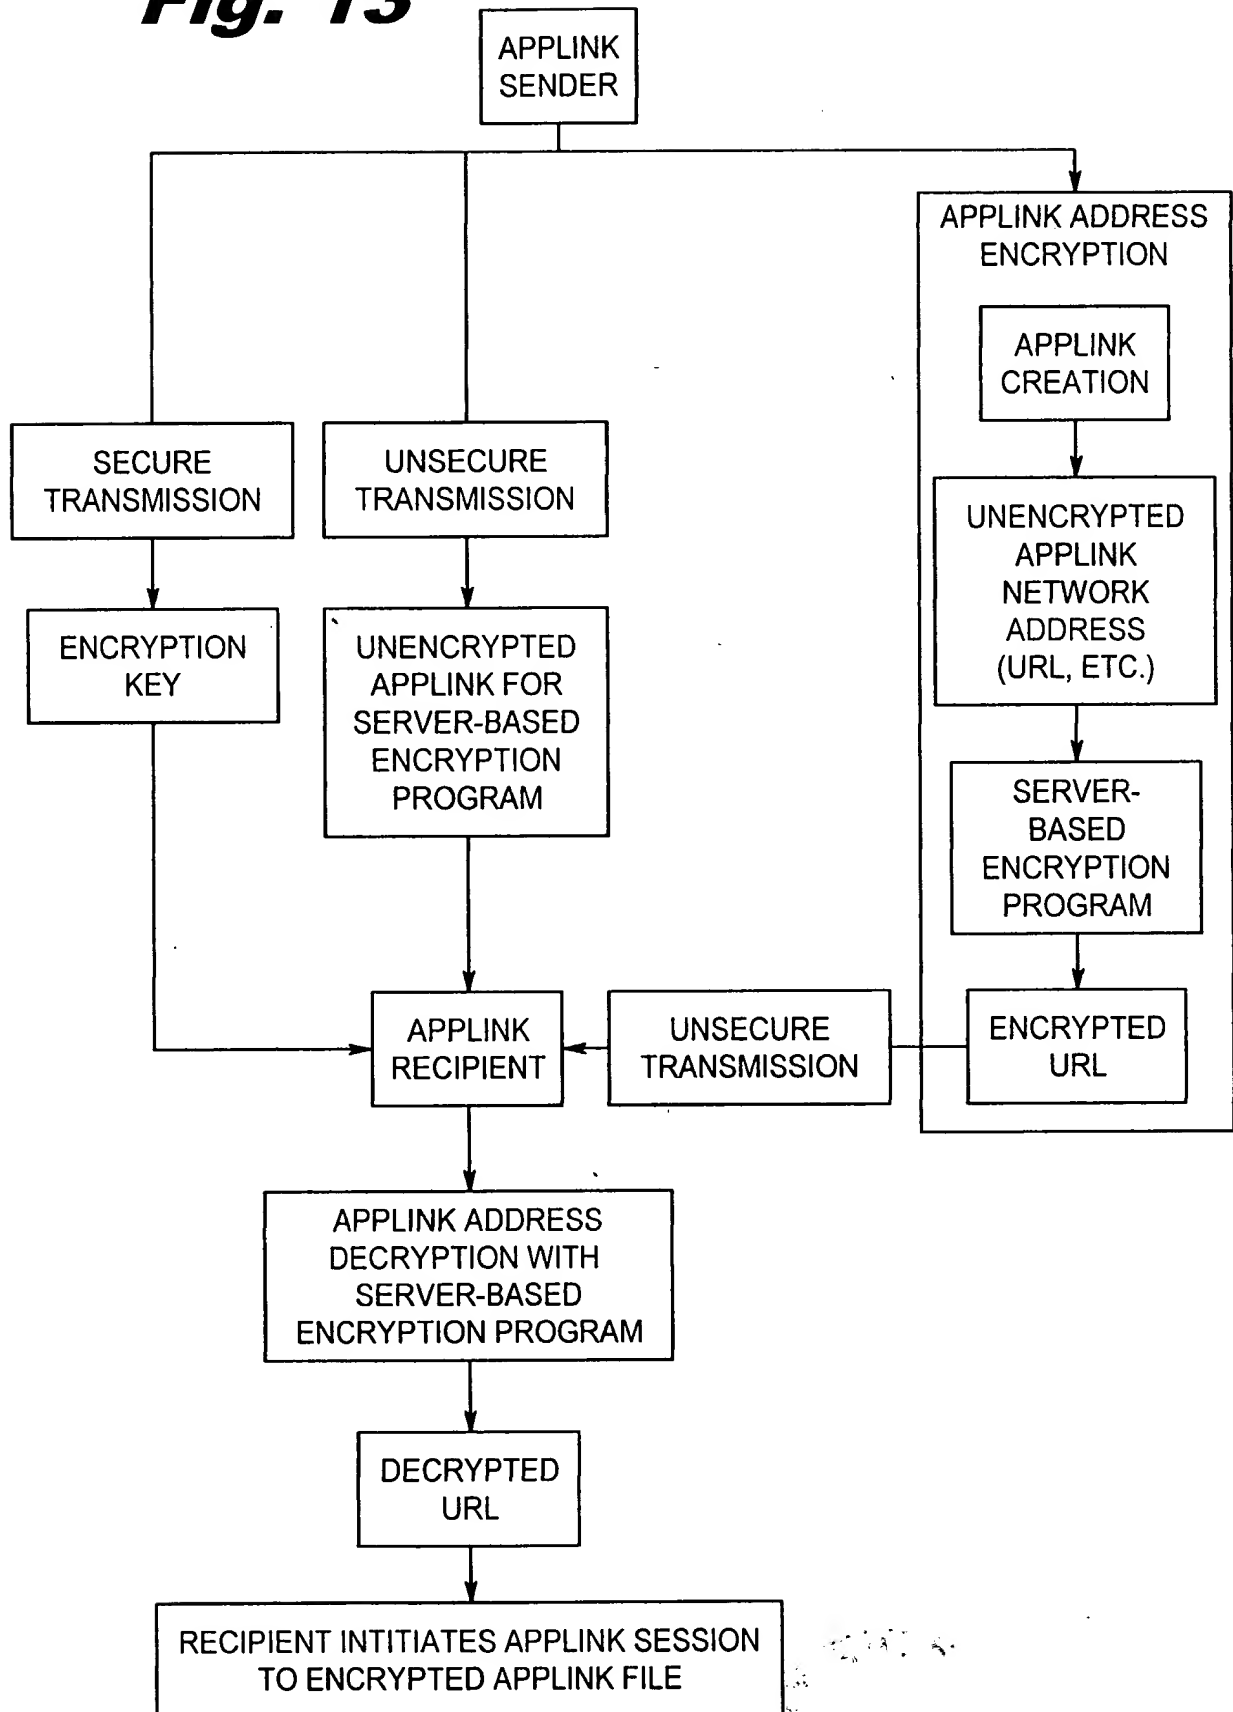 Fig. 13
APPLINK
SENDER
APPLINK ADDRESS
ENCRYPTION
APPLINK
CREATION
SECURE
TRANSMISSION
UNSECURE
TRANSMISSION
UNENCRYPTED
APPLINK
NETWORK
ADDRESS
(URL, ETC.)
ENCRYPTION
KEY
UNENCRYPTED
APPLINK FOR
SERVER-BASED
ENCRYPTION
PROGRAM
SERVER-
BASED
ENCRYPTION
PROGRAM
APPLINK
RECIPIENT
UNSECURE
TRANSMISSION
ENCRYPTED
URL
APPLINK ADDRESS
DECRYPTION WITH
SERVER-BASED
ENCRYPTION PROGRAM
DECRYPTED
URL
RECIPIENT INTITIATES APPLINK SESSION
TO ENCRYPTED APPLINK FILE